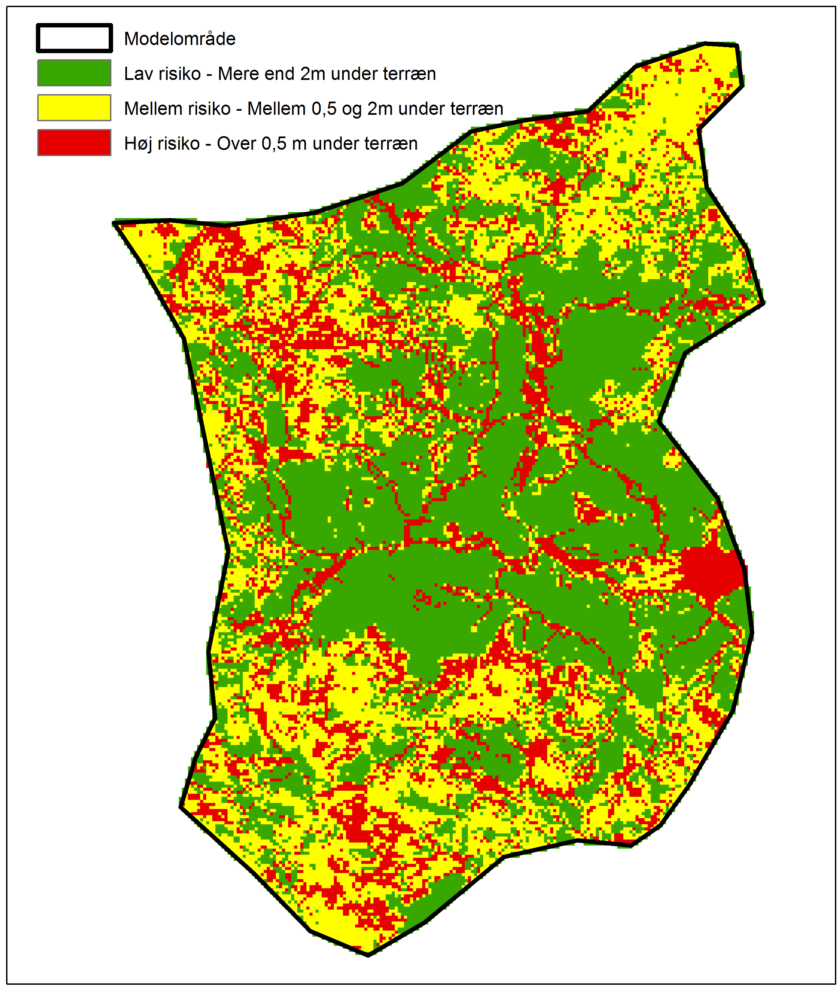 Modelområde
Lav risiko - Mere end 2m under terræn
Mellem risiko - Mellem 0,5 og 2m under terræn
Høj risiko - Over 0,5 m under terræn